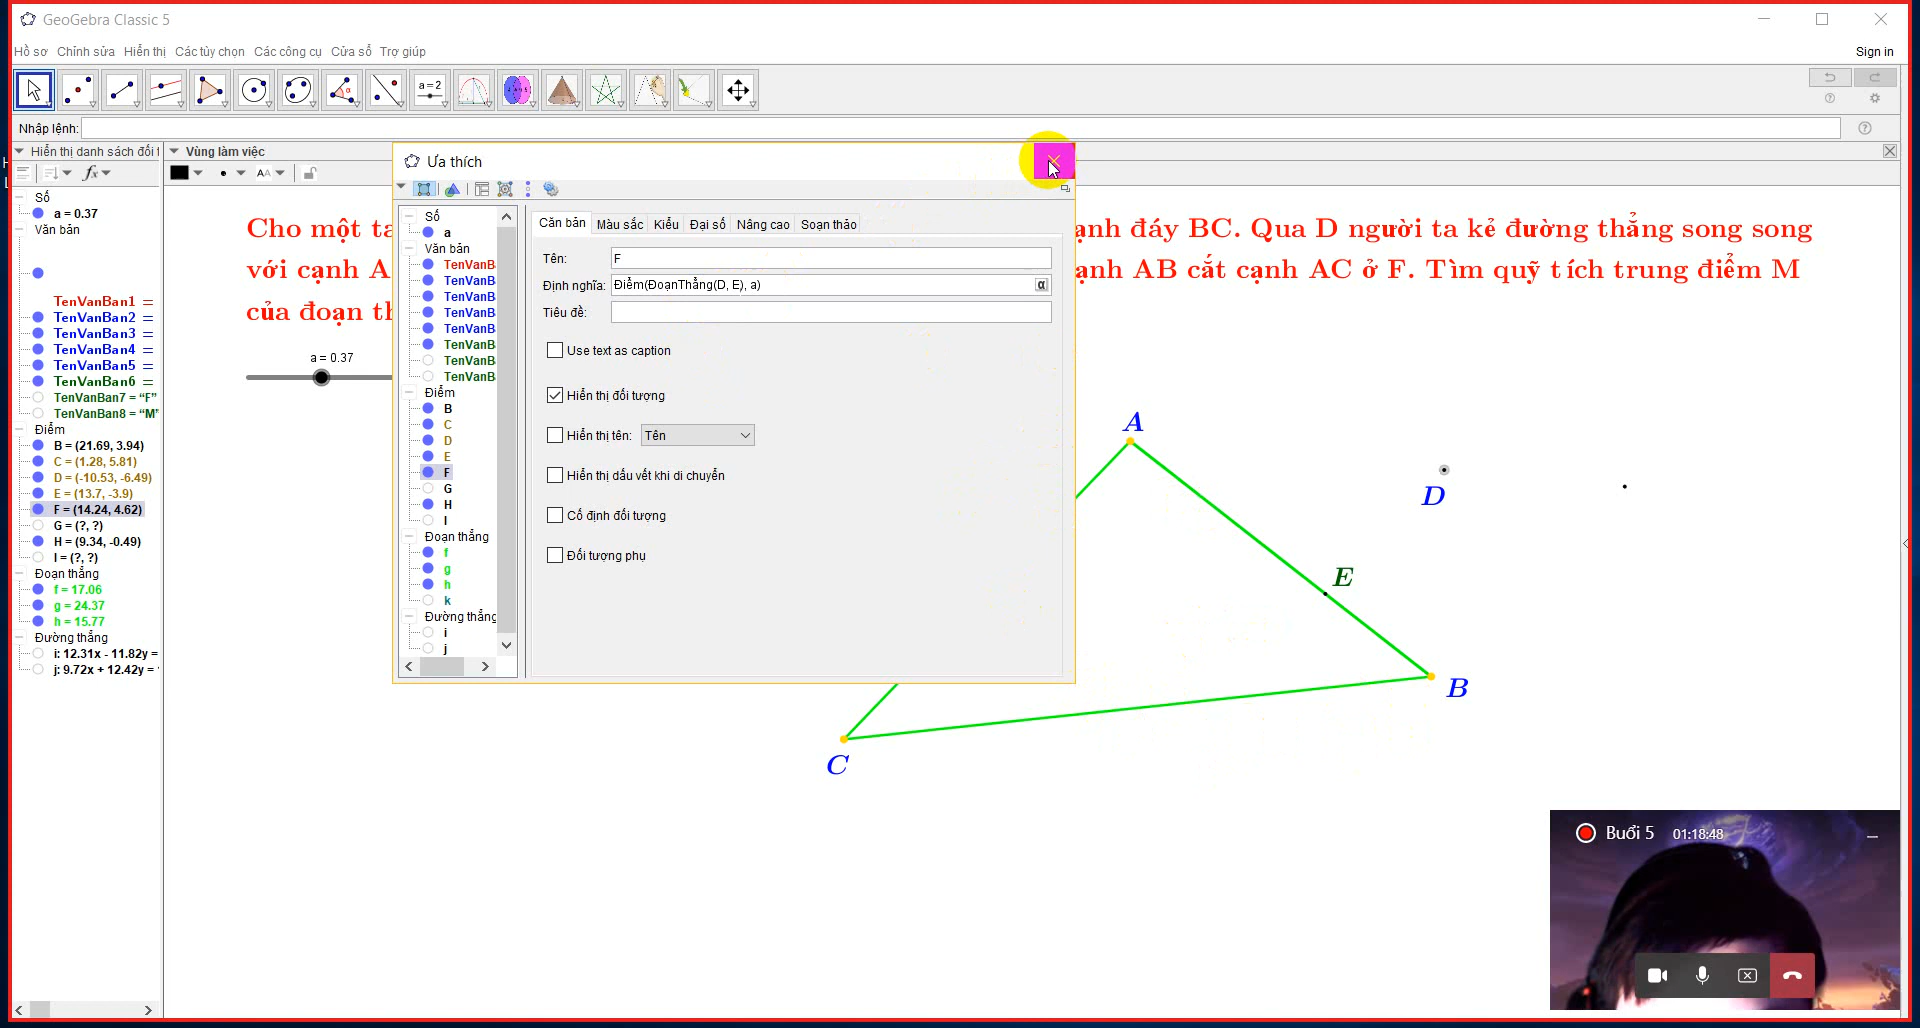 GeoGebra Classic 5
Hồ sơ Chỉnh sửa Hiển thị Các tùy chọn Các công cụ Cửa sổ Trợ giúp
Sign in
a=2
Nhập lệnh:
Hiển thị danh sách đối t
Vùng làm việc
Số
a = 0.37
Văn bản
TenVanBan1 =
TenVanBan2 =
TenVanBan3 =
TenVanBan4 =
TenVanBan5 =
TenVanBan6 =
TenVanBan7 = “F”
TenVanBan8 = “M”
Điểm
B = (21.69, 3.94)
C = (1.28, 5.81)
D = (-10.53, -6.49)
E = (13.7, -3.9)
F = (14.24, 4.62)
G = (?, ?)
H = (9.34, -0.49)
I = (?, ?)
Đoạn thẳng
f = 17.06
g = 24.37
h = 15.77
Đường thẳng
i: 12.31x - 11.82y =
j: 9.72x + 12.42y =
Cho một ta
ạnh đáy BC. Qua D người ta kẻ đường thẳng song song
với cạnh A
ạnh AB cắt cạnh AC ở F. Tìm quỹ tích trung điểm M
của đoạn th
a = 0.37
Ưa thích
Số
a
Văn bản
TenVanB
TenVanB
TenVanB
TenVanB
TenVanB
TenVanB
TenVanB
TenVanB
Điểm
B
C
D
E
F
G
H
I
Đoạn thẳng
f
g
h
k
Đường thẳng
i
j
Căn bản Màu sắc Kiểu Đại số Nâng cao Soạn thảo
Tên: F
Định nghĩa: Điểm(ĐoạnThẳng(D, E), a) α
Tiêu đề:
Use text as caption
Hiển thị đối tượng
Hiển thị tên: Tên
Hiển thị dấu vết khi di chuyển
Cố định đối tượng
Đối tượng phụ
A
D
E
B
C
Buổi 5 01:18:48